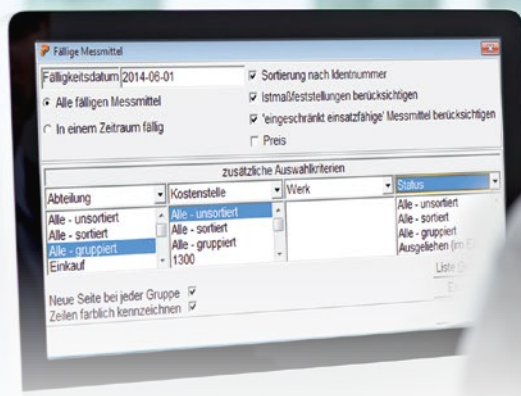 Fällige Messmittel
Fälligkeitsdatum 2014-06-01
Sortierung nach Identnummer
Alle fälligen Messmittel
Istmaßfeststellungen berücksichtigen
In einem Zeitraum fällig
'eingeschränkt einsatzfähige' Messmittel berücksichtigen
Preis
zusätzliche Auswahlkriterien
Abteilung Kostenstelle Werk Status
Alle - unsortiert Alle - unsortiert Alle - unsortiert
Alle - sortiert Alle - sortiert Alle - sortiert
Alle - gruppiert Alle - gruppiert Alle - gruppiert
Einkauf 1300 Ausgeliehen (im
Liste
Neue Seite bei jeder Gruppe
Zeilen farblich kennzeichnen